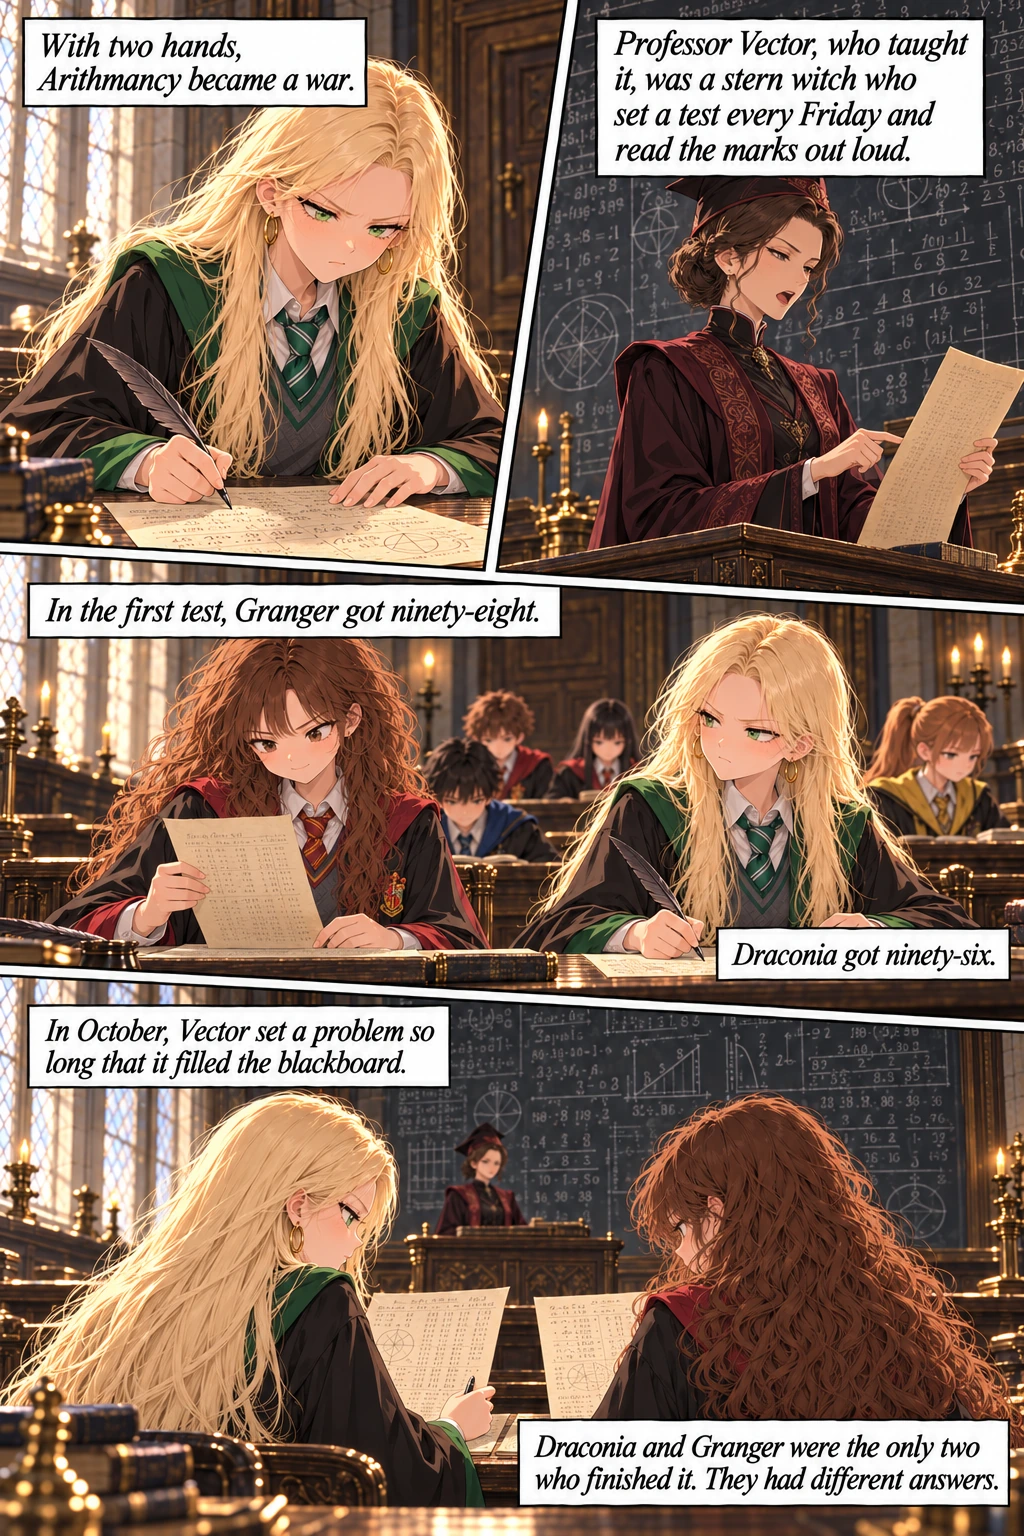 With two hands,
Arithmancy became a war.
Professor Vector, who taught
it, was a stern witch who
set a test every Friday and
read the marks out loud.
In the first test, Granger got ninety-eight.
Draconia got ninety-six.
In October, Vector set a problem so
long that it filled the blackboard.
Draconia and Granger were the only two
who finished it. They had different answers.